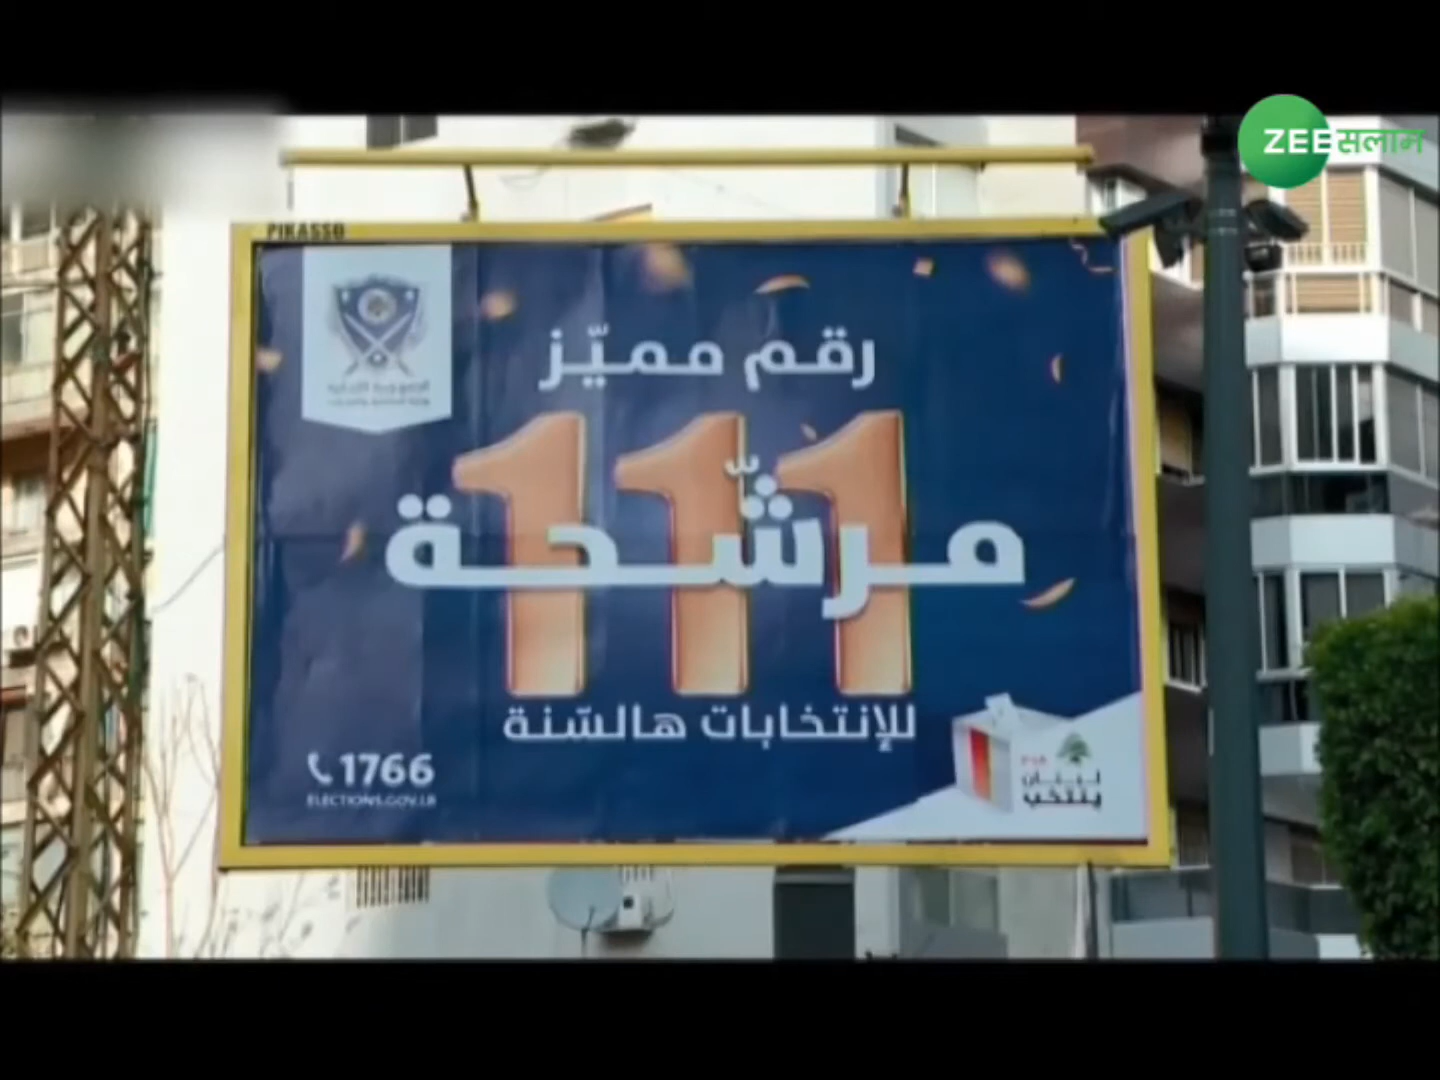 ZEE सलाम
PIKASSO
رقم مميّز
111
مرشّحة
للإنتخابات هالسّنة
1766
ELECTIONS.GOV.LB
لبنان
ينتخب